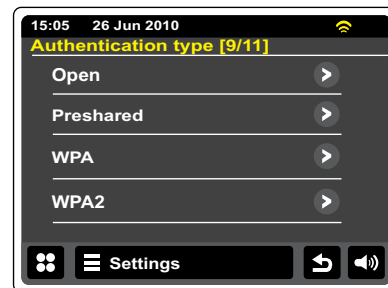 15:05 26 Jun 2010
Authentication type [9/11]
Open
Preshared
WPA
WPA2
Settings